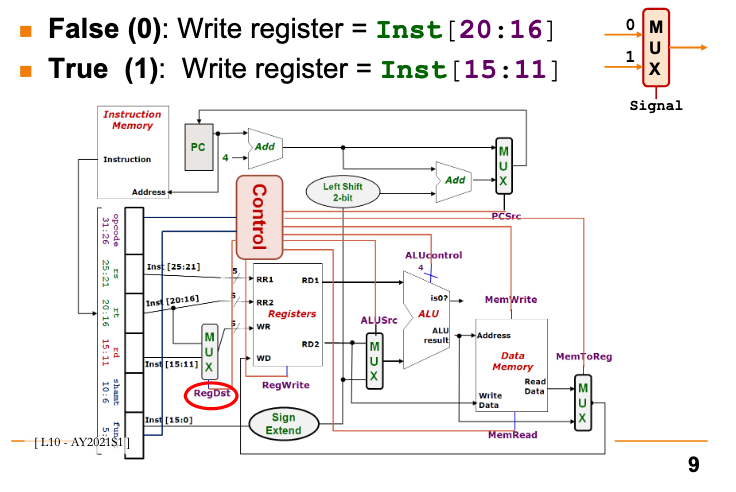 False (0): Write register = Inst[20:16]
True (1): Write register = Inst[15:11]
0
1
M
U
X
Signal
Instruction
Memory
Instruction
Address
PC
4
Add
Add
Left Shift
2-bit
M
U
X
PCSrc
Control
opcode
31:26
rs
25:21
rt
20:16
rd
15:11
shamt
10:6
Inst [25:21]
Inst [20:16]
Inst [15:11]
Inst [15:0]
5
5
5
M
U
X
RegDst
RR1
RR2
WR
WD
Registers
RD1
RD2
RegWrite
Sign
Extend
ALUSrc
M
U
X
ALUcontrol
4
is0?
ALU
ALU
result
MemWrite
Address
Data
Memory
Read
Data
Write
Data
MemRead
MemToReg
M
U
X
[ L10 - AY2021S1 ]
9